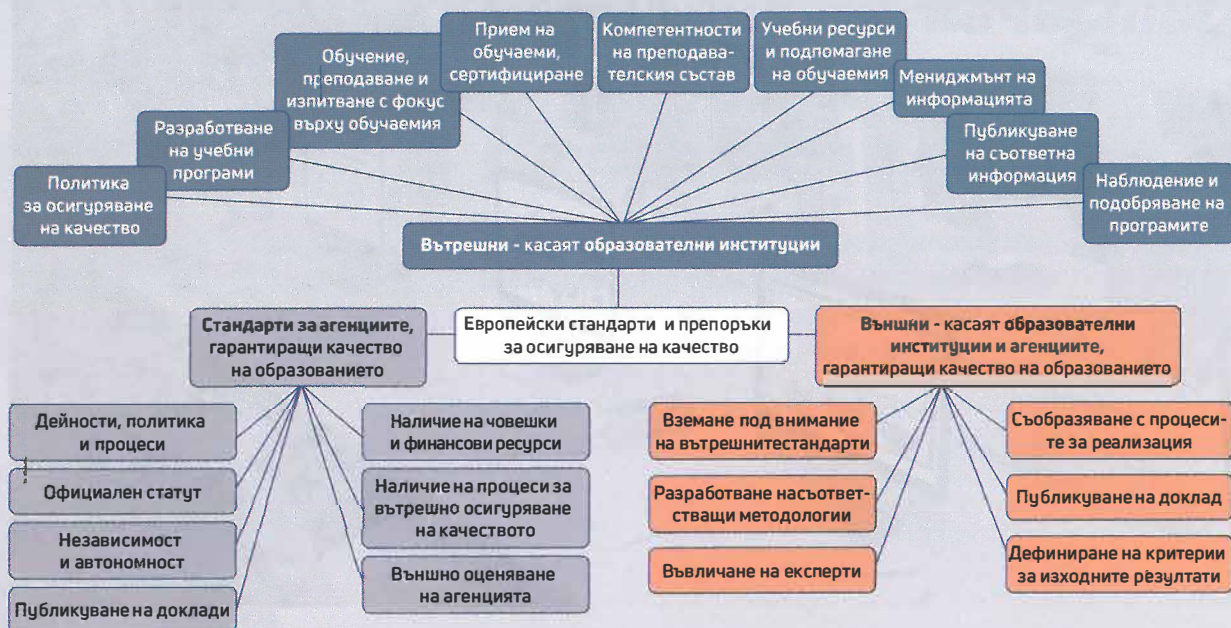 Политика
за осигуряване
на качество
Разработване
на учебни
програми
Обучение,
преподаване и
изпитване с фокус
върху обучаемия
Прием на
обучаеми,
сертифициране
Компетентности
на преподава-
телския състав
Учебни ресурси
и подпомагане
на обучаемия
Мениджмънт на
информацията
Публикуване
на съответна
информация
Наблюдение и
подобряване на
програмите
Вътрешни - касаят образователни институции
Стандарти за агенциите,
гарантиращи качество
на образованието
Европейски стандарти и препоръки
за осигуряване на качество
Външни - касаят образователни
институции и агенциите,
гарантиращи качество на образованието
Дейности, политика
и процеси
Официален статут
Независимост
и автономност
Публикуване на доклади
Наличие на човешки
и финансови ресурси
Наличие на процеси за
вътрешно осигуряване
на качеството
Външно оценяване
на агенцията
Вземане под внимание
на вътрешнитестандарти
Разработване насъответ-
стващи методологии
Въвличане на експерти
Съобразяване с процеси-
те за реализация
Публикуване на доклад
Дефиниране на критерии
за изходните резултати